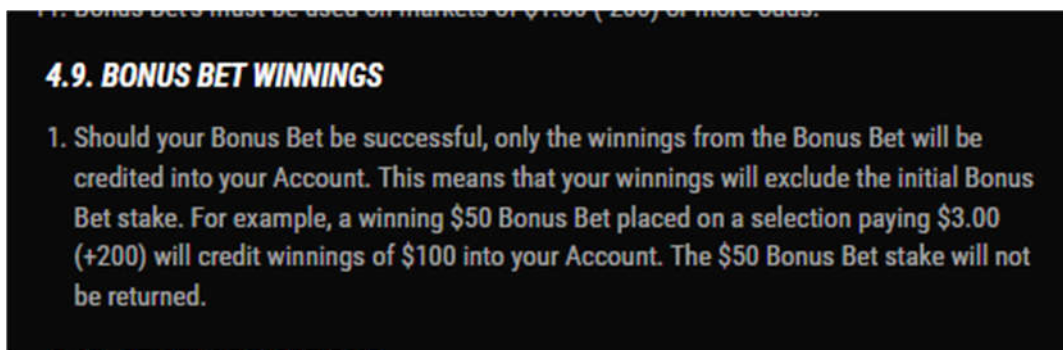 4.9. BONUS BET WINNINGS
1. Should your Bonus Bet be successful, only the winnings from the Bonus Bet will be
credited into your Account. This means that your winnings will exclude the initial Bonus
Bet stake. For example, a winning $50 Bonus Bet placed on a selection paying $3.00
(+200) will credit winnings of $100 into your Account. The $50 Bonus Bet stake will not
be returned.